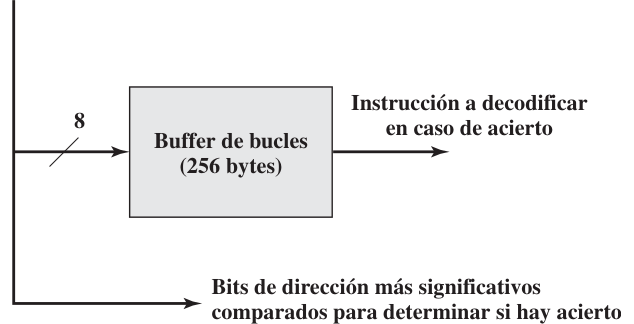 8
Instrucción a decodificar
en caso de acierto
Buffer de bucles
(256 bytes)
Bits de dirección más significativos
comparados para determinar si hay acierto